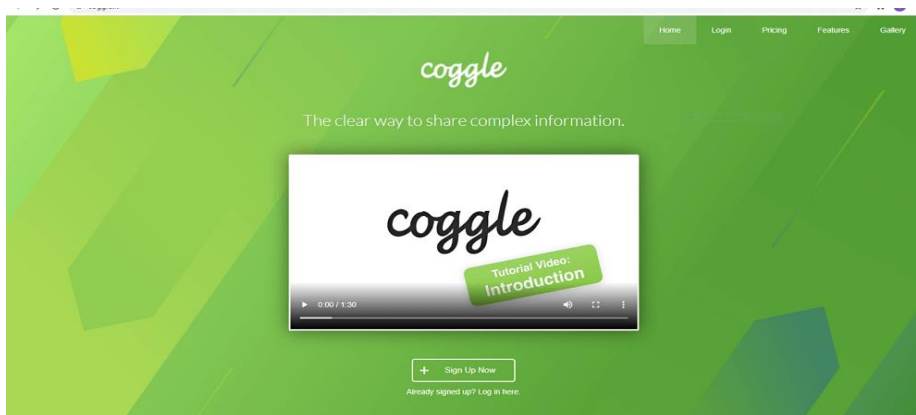 Home Login Pricing Features Gallery
coggle
The clear way to share complex information.
coggle
Tutorial Video:
Introduction
0:00 / 1:30
+ Sign Up Now
Already signed up? Log in here.